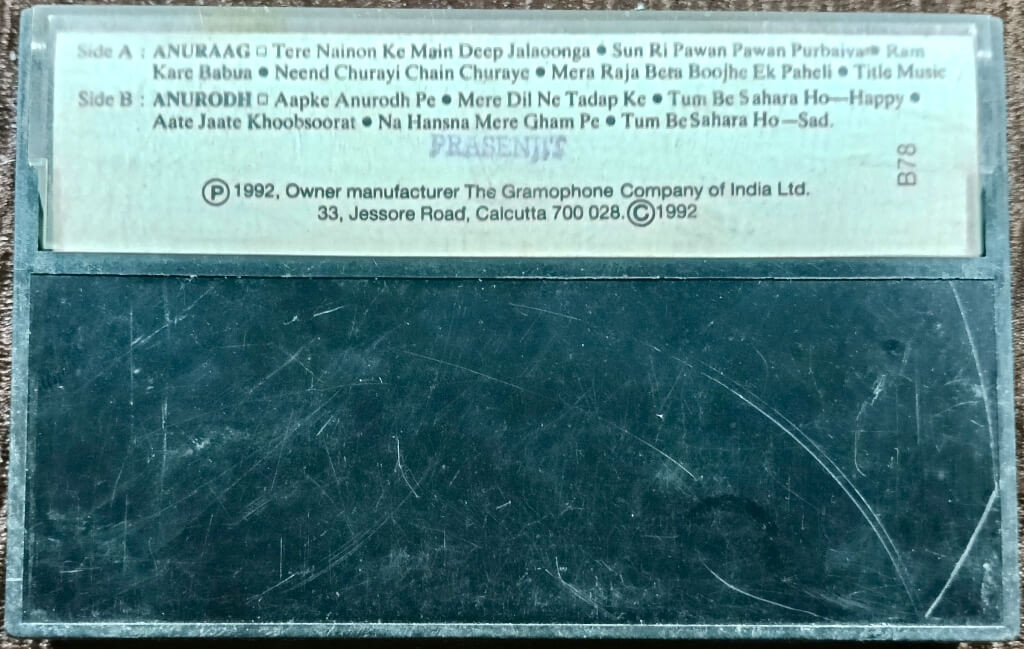 Side A : ANURAAG □ Tere Nainon Ke Main Deep Jalaoonga ● Sun Ri Pawan Pawan Purbaiya ● Ram
Kare Babua ● Neend Churayi Chain Churaye ● Mera Raja Beta Boojhe Ek Paheli ● Title Music
Side B : ANURODH □ Aapke Anurodh Pe ● Mere Dil Ne Tadap Ke ● Tum Be Sahara Ho—Happy ●
Aate Jaate Khoobsoorat ● Na Hansna Mere Gham Pe ● Tum Be Sahara Ho—Sad.
PRASENJIT'S
B78
Ⓟ 1992, Owner manufacturer The Gramophone Company of India Ltd.
33, Jessore Road, Calcutta 700 028. Ⓒ 1992